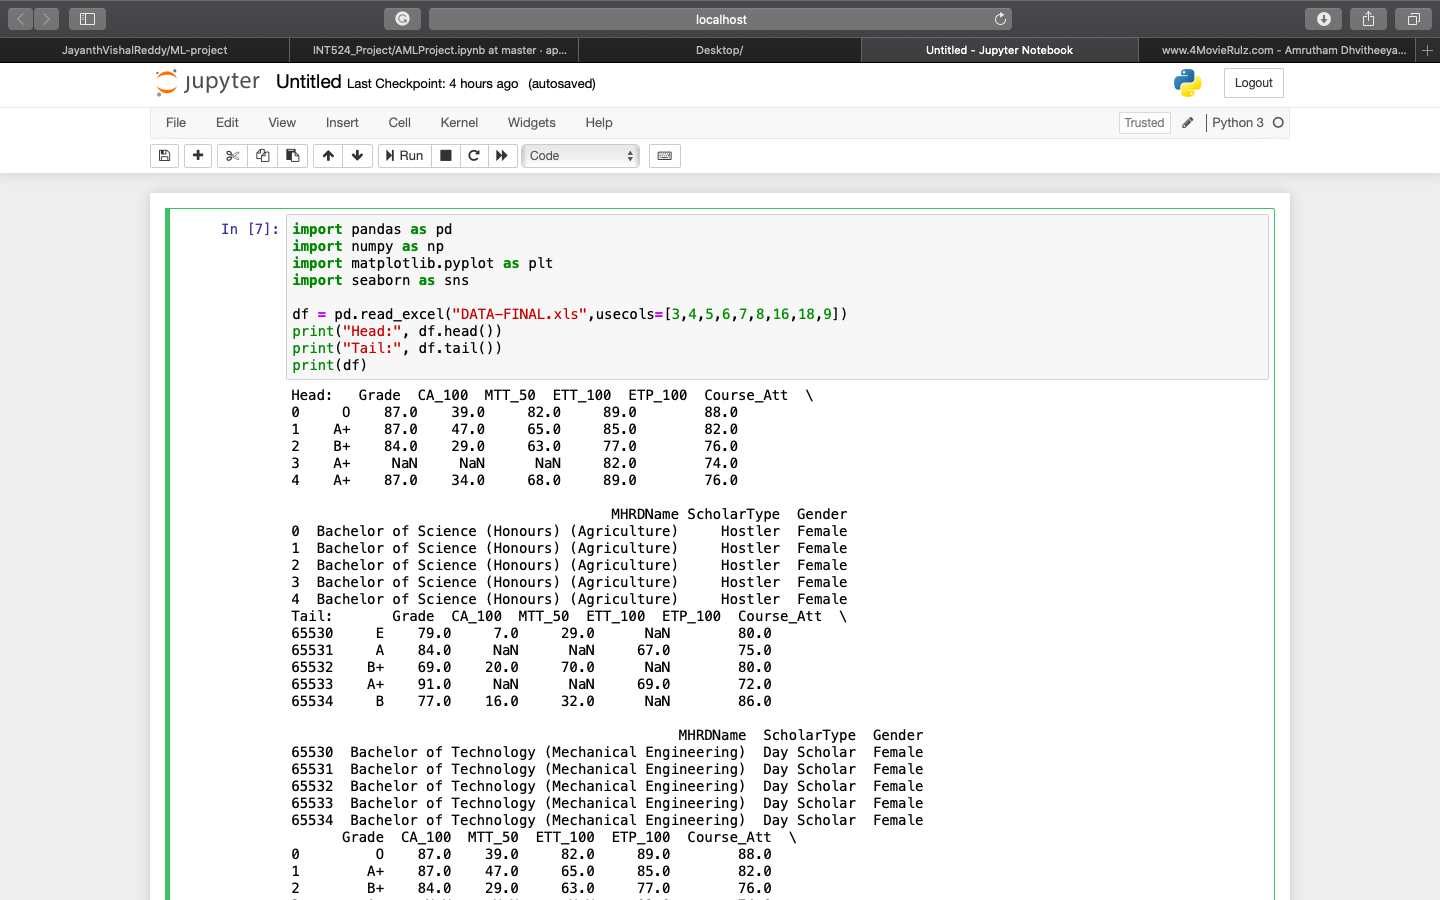 localhost
JayanthVishalReddy/ML-project
INT524_Project/AMLProject.ipynb at master · ap...
Desktop/
Untitled - Jupyter Notebook
www.4MovieRulz.com - Amrutham Dhvitheeya...
jupyter Untitled Last Checkpoint: 4 hours ago (autosaved)
Logout
File Edit View Insert Cell Kernel Widgets Help
Trusted Python 3
Run Code
In [7]: import pandas as pd
import numpy as np
import matplotlib.pyplot as plt
import seaborn as sns
df = pd.read_excel("DATA-FINAL.xls",usecols=[3,4,5,6,7,8,16,18,9])
print("Head:", df.head())
print("Tail:", df.tail())
print(df)
Head: Grade CA_100 MTT_50 ETT_100 ETP_100 Course_Att \
0 O 87.0 39.0 82.0 89.0 88.0
1 A+ 87.0 47.0 65.0 85.0 82.0
2 B+ 84.0 29.0 63.0 77.0 76.0
3 A+ NaN NaN NaN 82.0 74.0
4 A+ 87.0 34.0 68.0 89.0 76.0
MHRDName ScholarType Gender
0 Bachelor of Science (Honours) (Agriculture) Hostler Female
1 Bachelor of Science (Honours) (Agriculture) Hostler Female
2 Bachelor of Science (Honours) (Agriculture) Hostler Female
3 Bachelor of Science (Honours) (Agriculture) Hostler Female
4 Bachelor of Science (Honours) (Agriculture) Hostler Female
Tail: Grade CA_100 MTT_50 ETT_100 ETP_100 Course_Att \
65530 E 79.0 7.0 29.0 NaN 80.0
65531 A 84.0 NaN NaN 67.0 75.0
65532 B+ 69.0 20.0 70.0 NaN 80.0
65533 A+ 91.0 NaN NaN 69.0 72.0
65534 B 77.0 16.0 32.0 NaN 86.0
MHRDName ScholarType Gender
65530 Bachelor of Technology (Mechanical Engineering) Day Scholar Female
65531 Bachelor of Technology (Mechanical Engineering) Day Scholar Female
65532 Bachelor of Technology (Mechanical Engineering) Day Scholar Female
65533 Bachelor of Technology (Mechanical Engineering) Day Scholar Female
65534 Bachelor of Technology (Mechanical Engineering) Day Scholar Female
Grade CA_100 MTT_50 ETT_100 ETP_100 Course_Att \
0 O 87.0 39.0 82.0 89.0 88.0
1 A+ 87.0 47.0 65.0 85.0 82.0
2 B+ 84.0 29.0 63.0 77.0 76.0